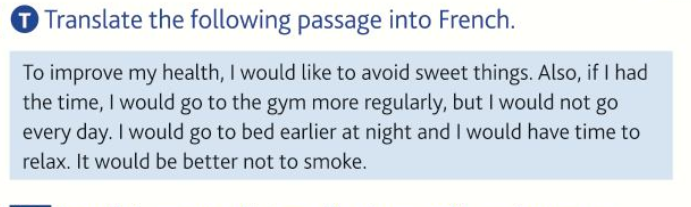 T Translate the following passage into French.
To improve my health, I would like to avoid sweet things. Also, if I had
the time, I would go to the gym more regularly, but I would not go
every day. I would go to bed earlier at night and I would have time to
relax. It would be better not to smoke.